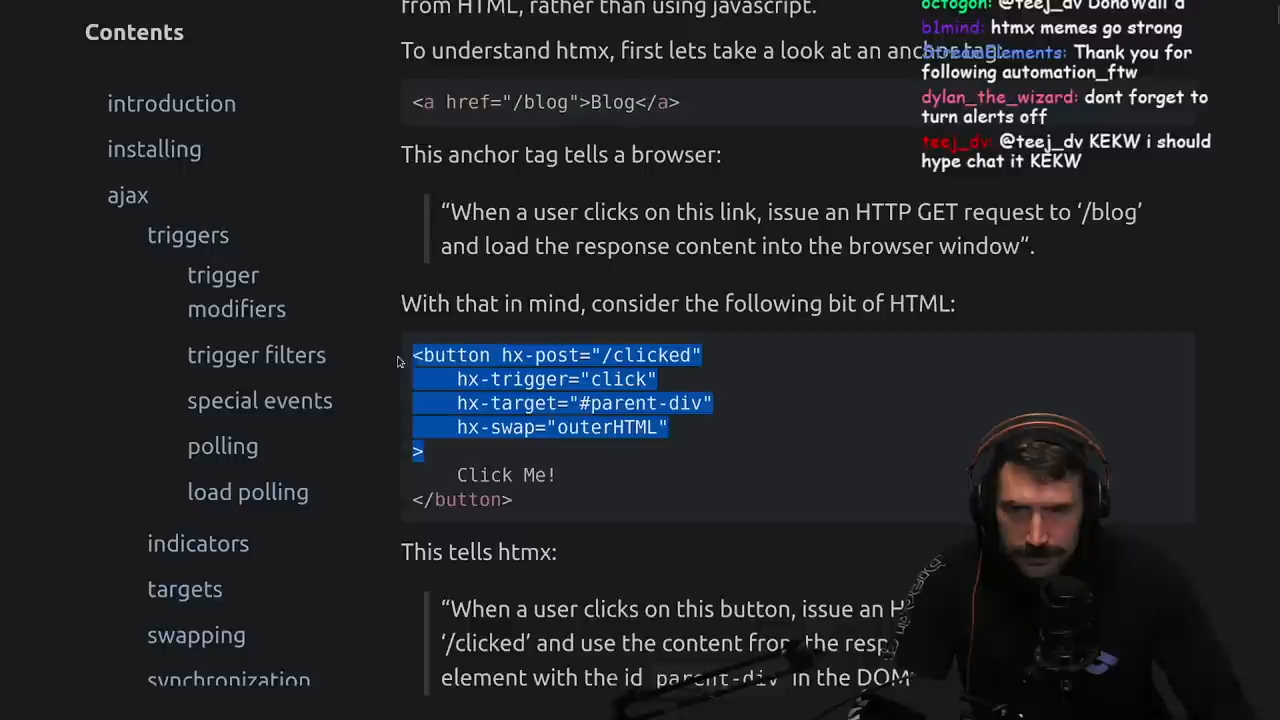 Contents
introduction
installing
ajax
triggers
trigger
modifiers
trigger filters
special events
polling
load polling
indicators
targets
swapping
synchronization
from HTML, rather than using javascript.
To understand htmx, first lets take a look at an anchor tag:
<a href="/blog">Blog</a>
This anchor tag tells a browser:
“When a user clicks on this link, issue an HTTP GET request to ‘/blog’
and load the response content into the browser window”.
With that in mind, consider the following bit of HTML:
<button hx-post="/clicked"
hx-trigger="click"
hx-target="#parent-div"
hx-swap="outerHTML"
>
Click Me!
</button>
This tells htmx:
“When a user clicks on this button, issue an H
‘/clicked’ and use the content from the resp
element with the id parent-div in the DOM
octogon: @teej_dv DonoWall a
b1mind: htmx memes go strong
StreamElements: Thank you for
following automation_ftw
dylan_the_wizard: dont forget to
turn alerts off
teej_dv: @teej_dv KEKW i should
hype chat it KEKW